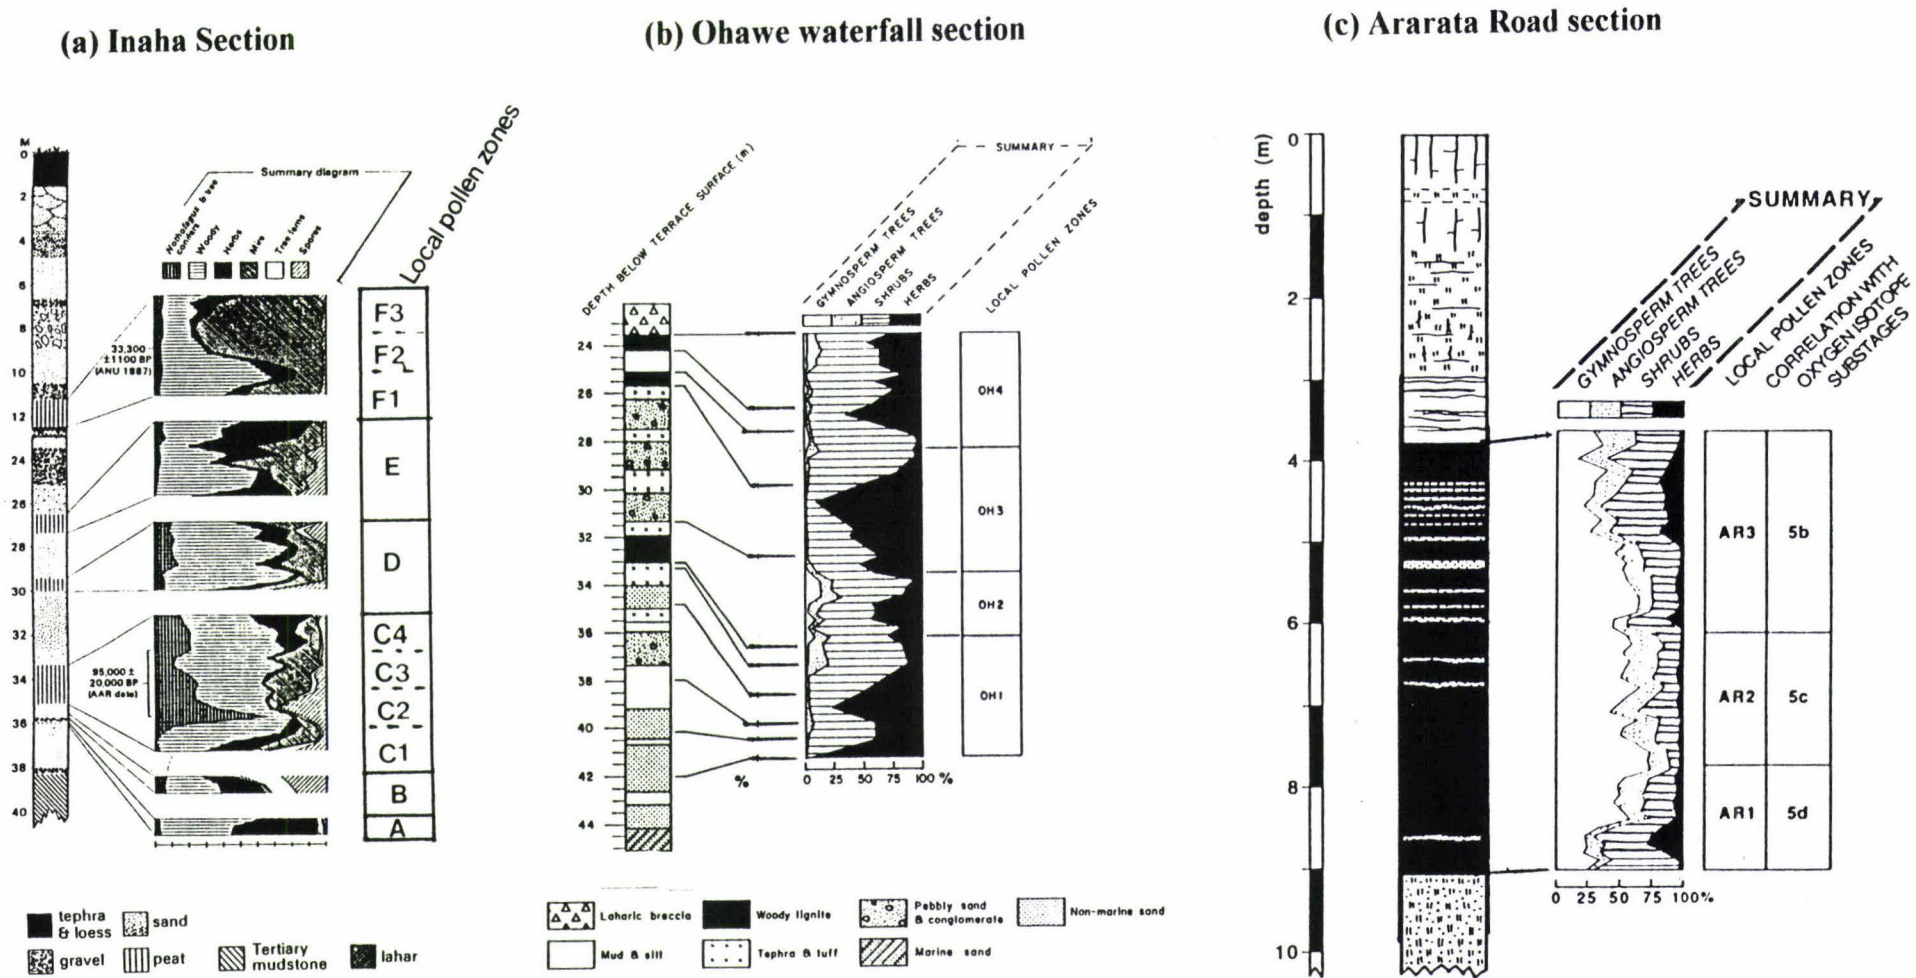 (a) Inaha Section
(b) Ohawe waterfall section
(c) Ararata Road section
M
0
2
4
6
8
10
12
24
26
28
30
32
34
36
38
40
Summary diagram
Nothofagus b tree
conifers
Woody
Herbs
Mire
Tree ferns
Spores
Local pollen zones
33,300
±1100 BP
(ANU 1887)
95,000 ±
20,000 BP
(AAR date)
F3
F2
F1
E
D
C4
C3
C2
C1
B
A
tephra
& loess
sand
gravel
peat
Tertiary
mudstone
lahar
DEPTH BELOW TERRACE SURFACE (m)
24
26
28
30
32
34
36
38
40
42
44
SUMMARY
GYMNOSPERM TREES
ANGIOSPERM TREES
SHRUBS
HERBS
LOCAL POLLEN ZONES
OH4
OH3
OH2
OH1
%
0 25 50 75 100 %
Laharic breccia
Woody lignite
Pebbly sand
& conglomerate
Non-marine sand
Mud & silt
Tephra & tuff
Marine sand
depth (m)
0
2
4
6
8
10
SUMMARY
GYMNOSPERM TREES
ANGIOSPERM TREES
SHRUBS
HERBS
LOCAL POLLEN ZONES
CORRELATION WITH
OXYGEN ISOTOPE
SUBSTAGES
AR3 5b
AR2 5c
AR1 5d
0 25 50 75 100%